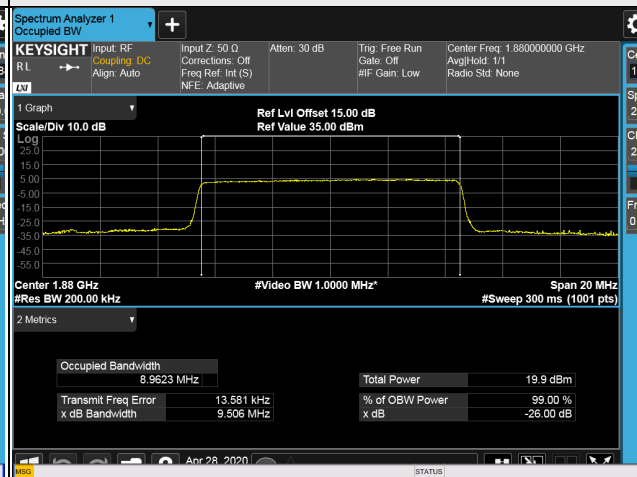 Spectrum Analyzer 1
Occupied BW
KEYSIGHT
RL
LXI
Input: RF
Coupling: DC
Align: Auto
Input Z: 50 Ω
Corrections: Off
Freq Ref: Int (S)
NFE: Adaptive
Atten: 30 dB
Trig: Free Run
Gate: Off
#IF Gain: Low
Center Freq: 1.880000000 GHz
Avg|Hold: 1/1
Radio Std: None
1 Graph
Scale/Div 10.0 dB
Ref Lvl Offset 15.00 dB
Ref Value 35.00 dBm
Log
25.0
15.0
5.00
-5.00
-15.0
-25.0
-35.0
-45.0
-55.0
Center 1.88 GHz
#Res BW 200.00 kHz
#Video BW 1.0000 MHz*
Span 20 MHz
#Sweep 300 ms (1001 pts)
2 Metrics
Occupied Bandwidth
8.9623 MHz
Total Power 19.9 dBm
Transmit Freq Error 13.581 kHz
% of OBW Power 99.00 %
x dB Bandwidth 9.506 MHz
x dB -26.00 dB
Apr 28, 2020
MSG
STATUS